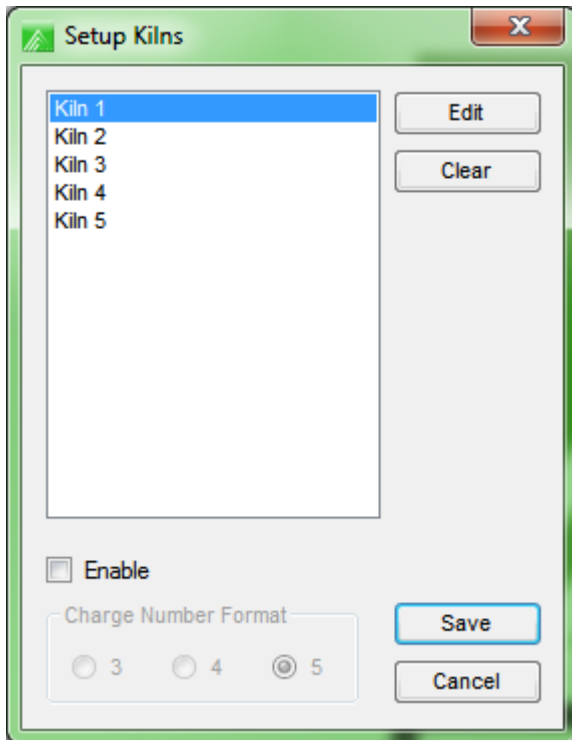 Setup Kilns
Kiln 1
Kiln 2
Kiln 3
Kiln 4
Kiln 5
Edit
Clear
Enable
Charge Number Format
3 4 5
Save
Cancel